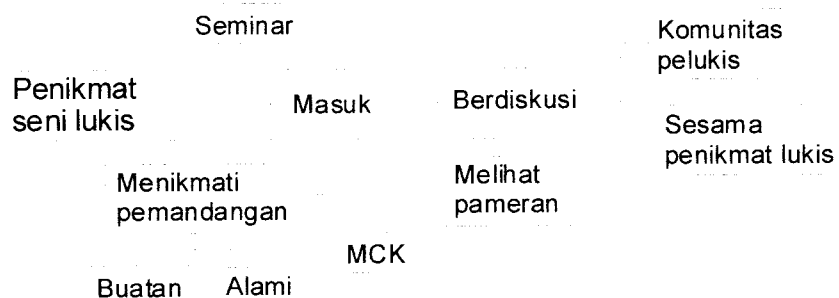 Seminar
Komunitas
pelukis
Penikmat
seni lukis
Masuk
Berdiskusi
Sesama
penikmat lukis
Menikmati
pemandangan
Melihat
pameran
MCK
Buatan
Alami